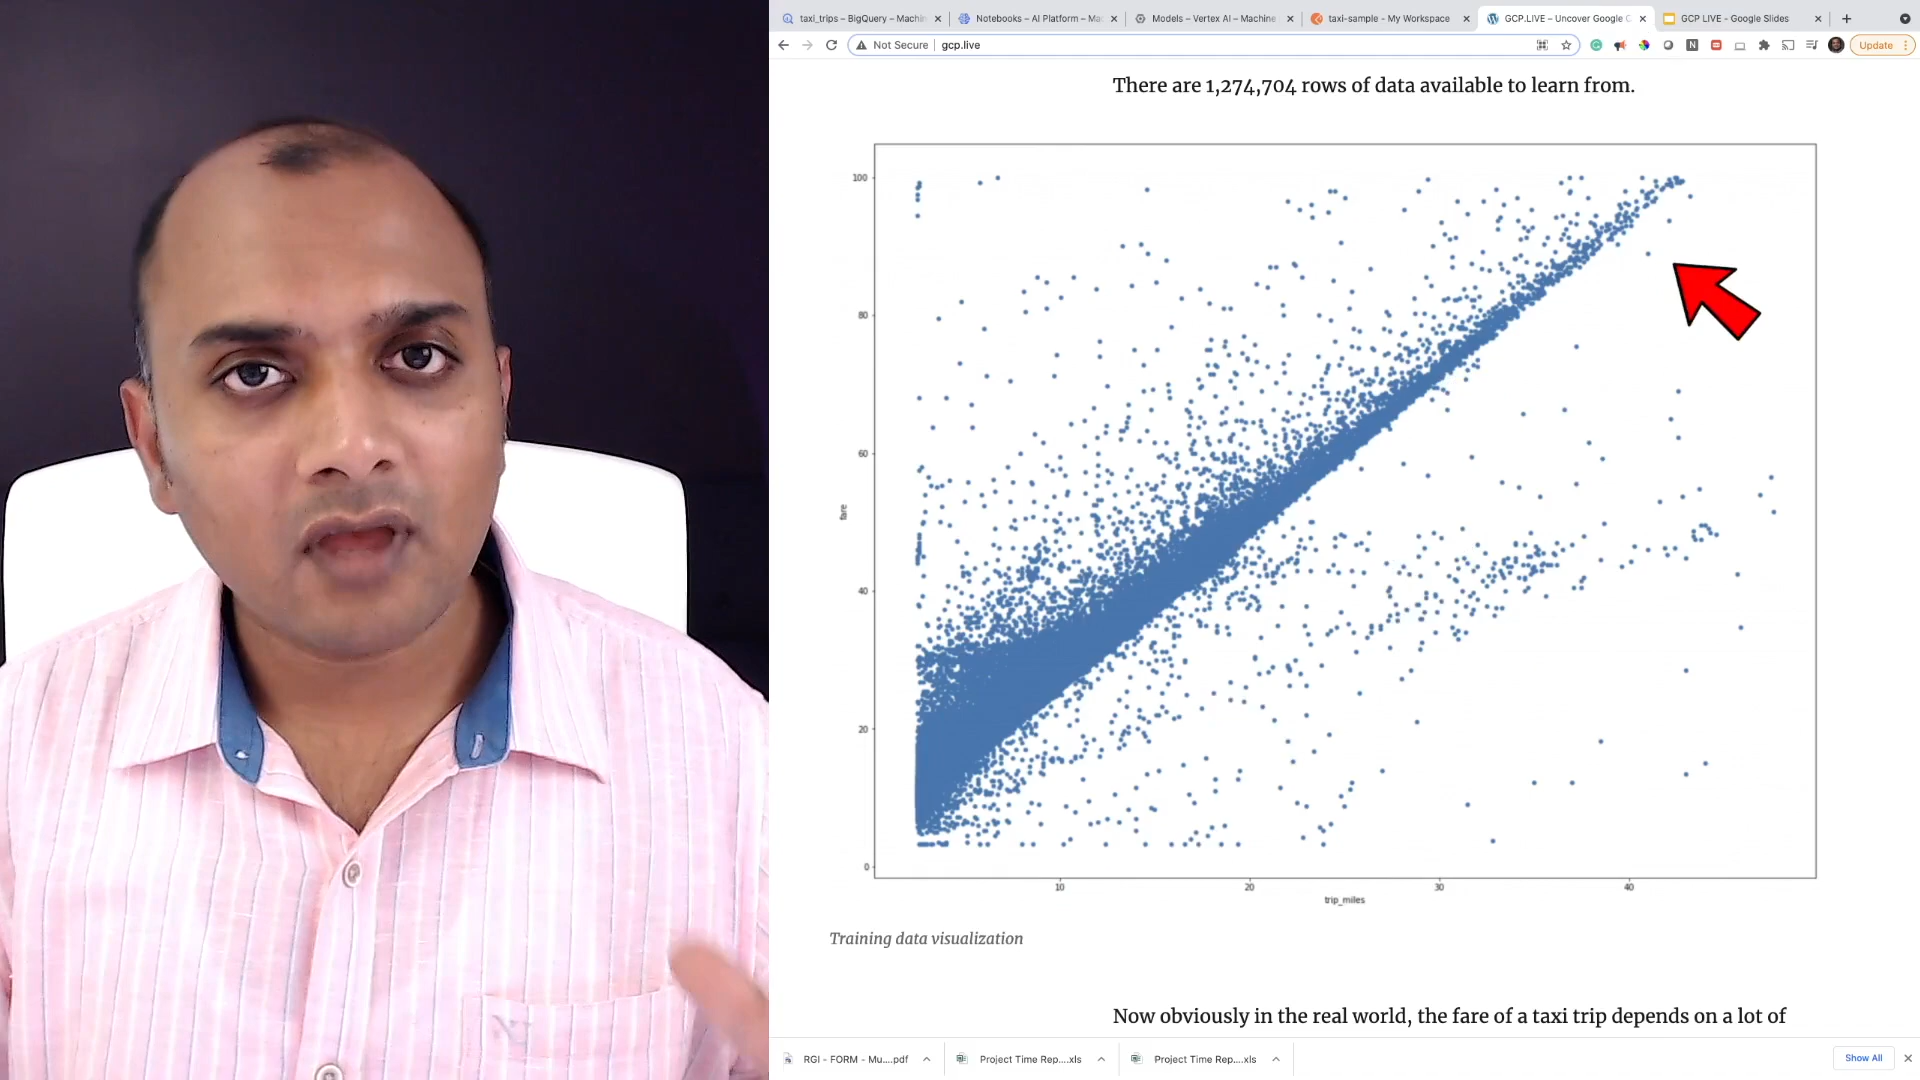 taxi_trips – BigQuery – Machin
Notebooks – AI Platform – Ma
Models – Vertex AI – Machine
taxi-sample - My Workspace
GCP.LIVE – Uncover Google C
GCP LIVE - Google Slides
Not Secure | gcp.live
Update
There are 1,274,704 rows of data available to learn from.
100
80
60
fare
40
20
0
10 20 30 40
trip_miles
Training data visualization
Now obviously in the real world, the fare of a taxi trip depends on a lot of
RGI - FORM - Mu....pdf
Project Time Rep....xls
Project Time Rep....xls
Show All